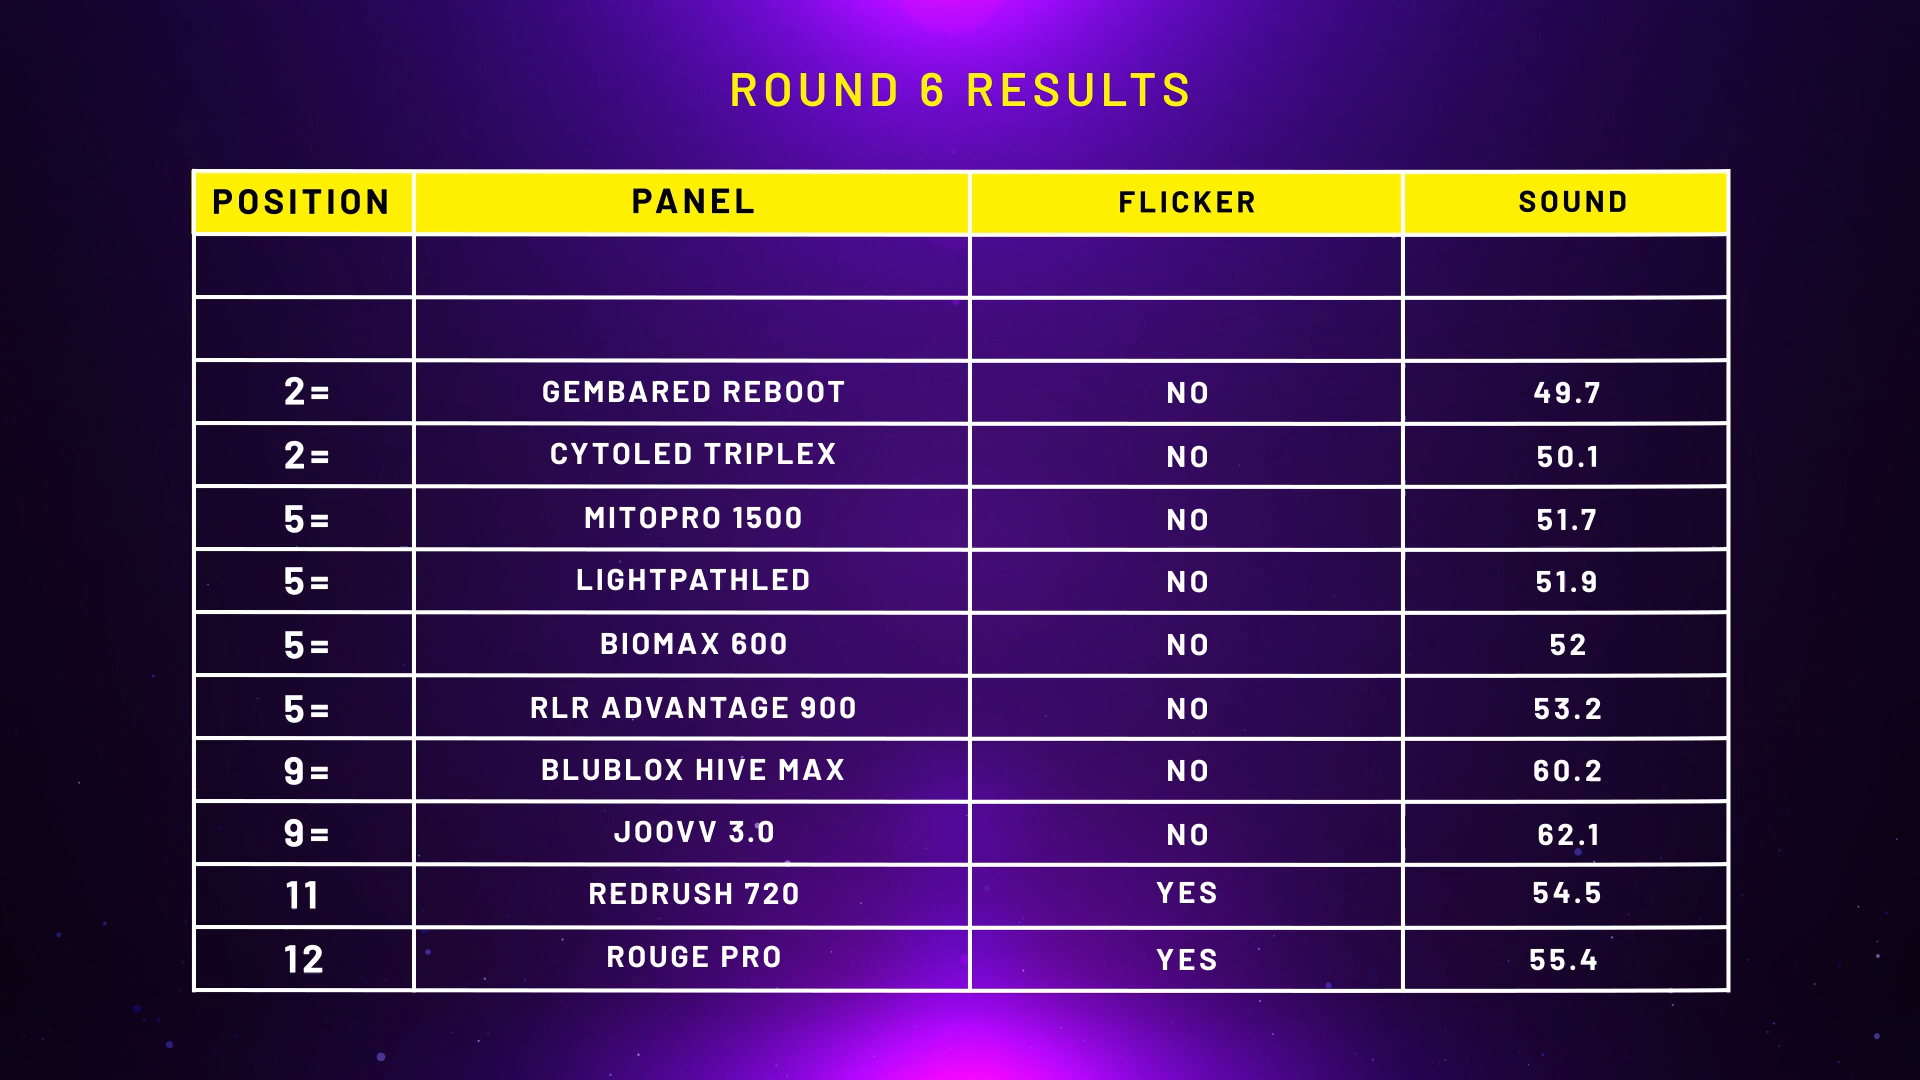 ROUND 6 RESULTS
POSITION PANEL FLICKER SOUND
2= GEMBARED REBOOT NO 49.7
2= CYTOLED TRIPLEX NO 50.1
5= MITOPRO 1500 NO 51.7
5= LIGHTPATHLED NO 51.9
5= BIOMAX 600 NO 52
5= RLR ADVANTAGE 900 NO 53.2
9= BLUBLOX HIVE MAX NO 60.2
9= JOOVV 3.0 NO 62.1
11 REDRUSH 720 YES 54.5
12 ROUGE PRO YES 55.4